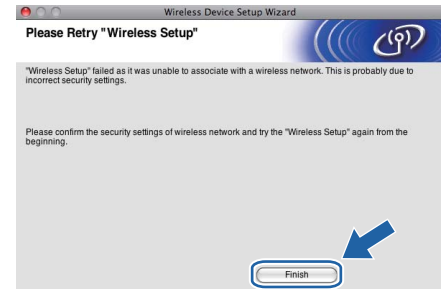 Wireless Device Setup Wizard
Please Retry "Wireless Setup"
"Wireless Setup" failed as it was unable to associate with a wireless network. This is probably due to
incorrect security settings.
Please confirm the security settings of wireless network and try the "Wireless Setup" again from the
beginning.
Finish